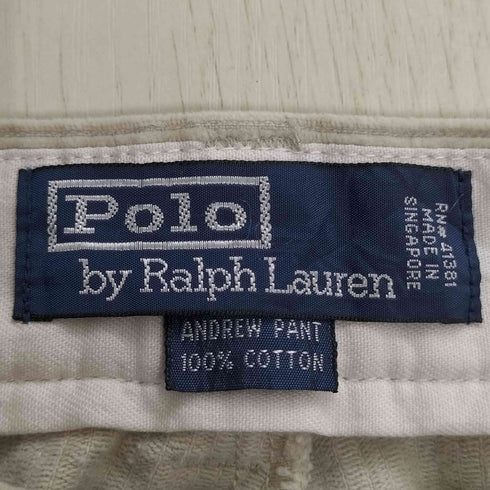 Polo
by Ralph Lauren
RN# 41381
MADE IN
SINGAPORE
ANDREW PANT
100% COTTON